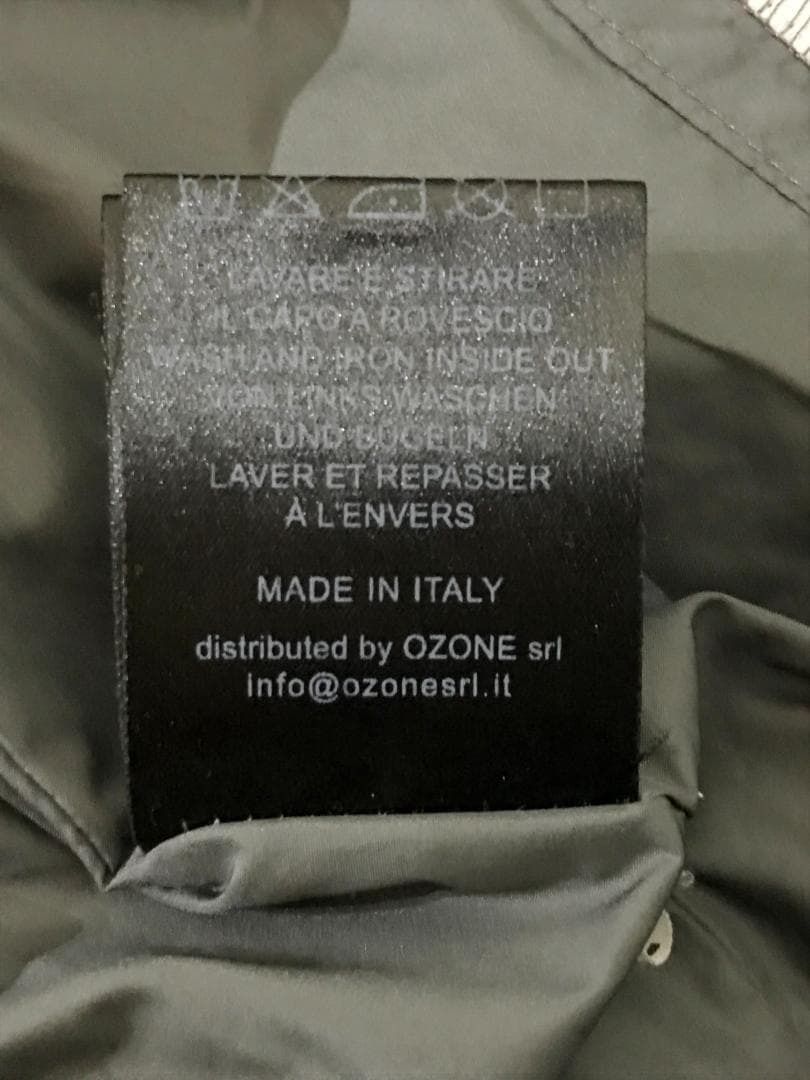 LAVARE E STIRARE
IL CAPO A ROVESCIO
WASH AND IRON INSIDE OUT
VON LINKS WASCHEN
UND BÜGELN
LAVER ET REPASSER
À L'ENVERS
MADE IN ITALY
distributed by OZONE srl
info@ozonesrl.it